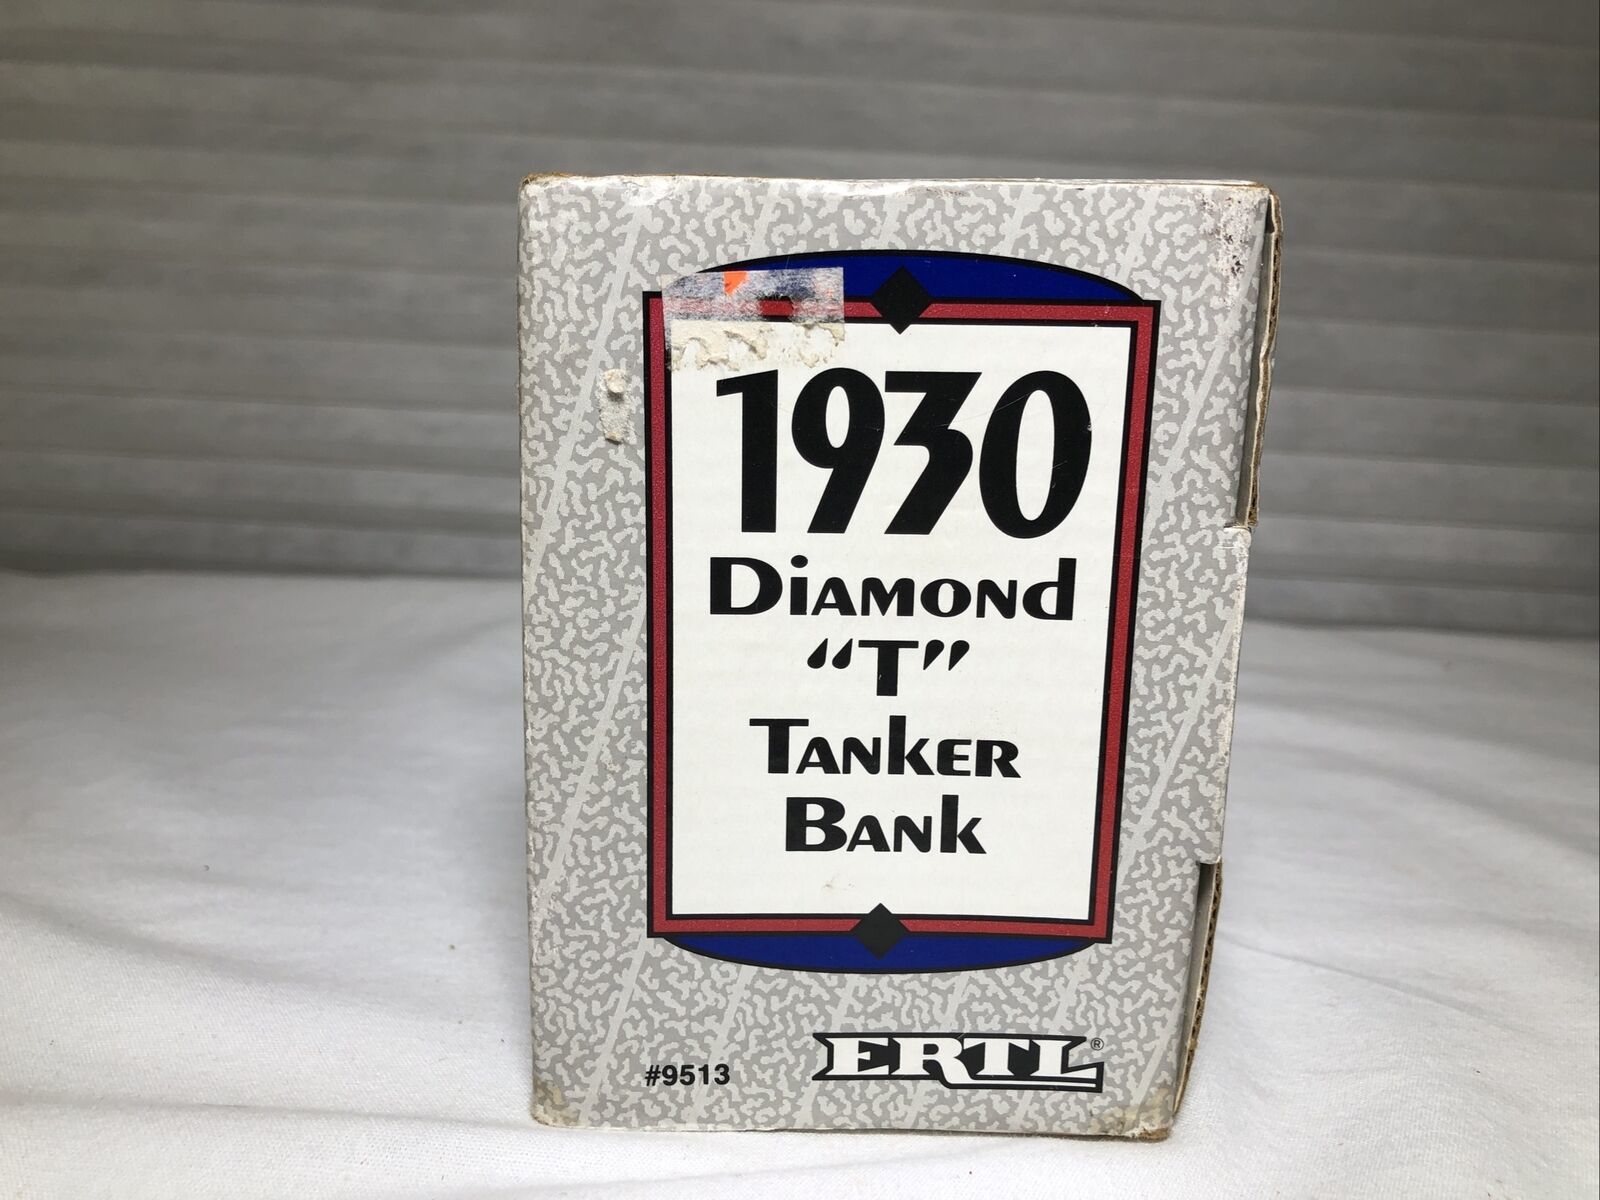 1930
Diamond
“T”
Tanker
Bank
#9513
ERTL®